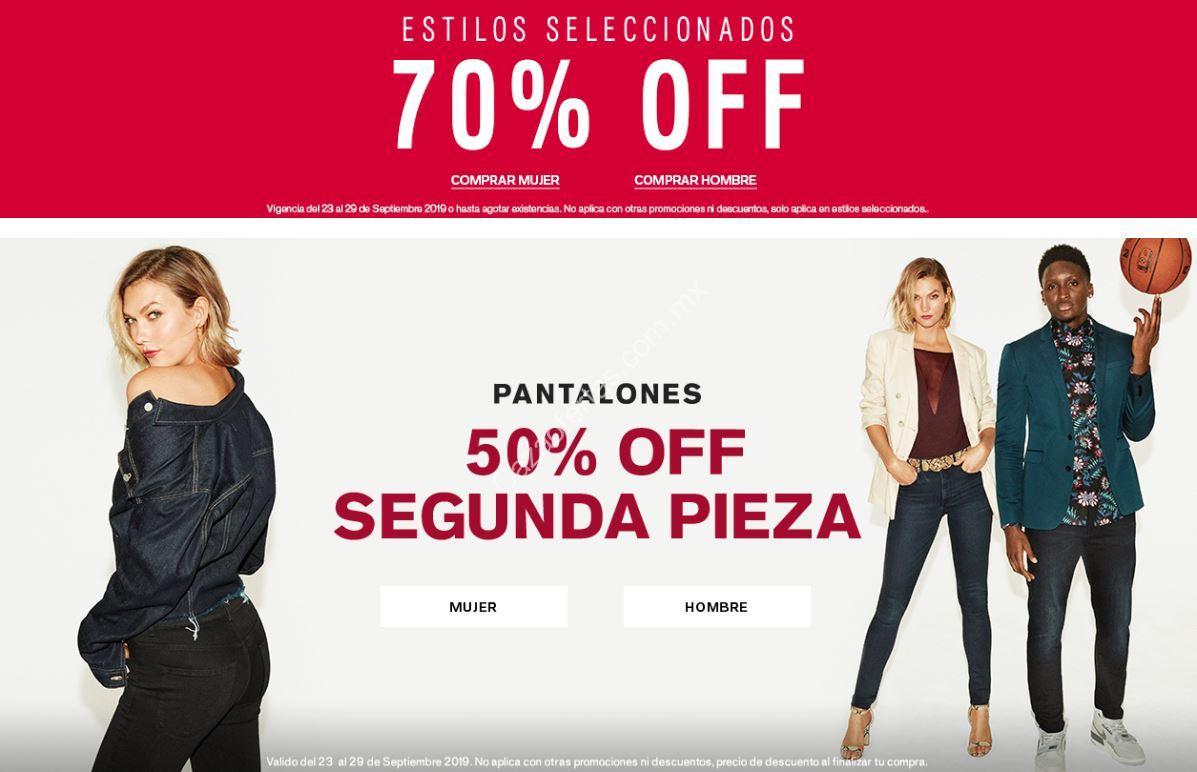 ESTILOS SELECCIONADOS
70% OFF
COMPRAR MUJER COMPRAR HOMBRE
Vigencia del 23 al 29 de Septiembre 2019 o hasta agotar existencias. No aplica con otras promociones ni descuentos, solo aplica en estilos seleccionados..
PANTALONES
50% OFF
SEGUNDA PIEZA
MUJER HOMBRE
Valido del 23 al 29 de Septiembre 2019. No aplica con otras promociones ni descuentos, precio de descuento al finalizar tu compra.